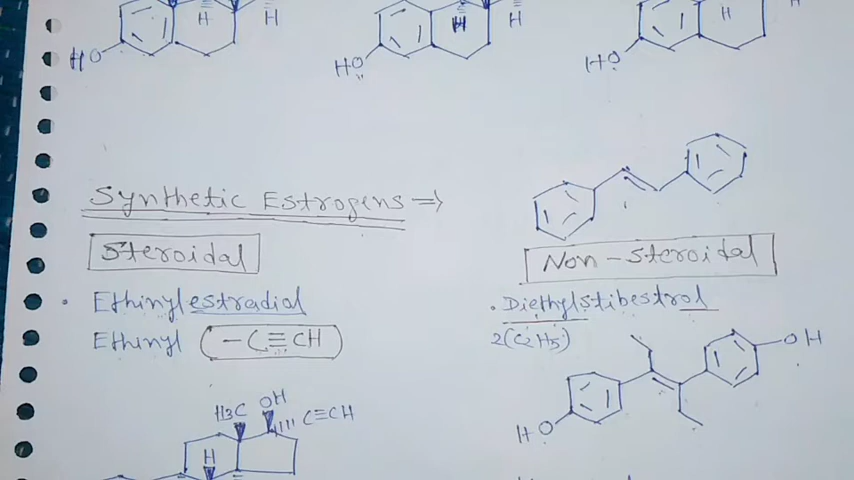 H H
HO
H H
HO
H H
HO
Synthetic Estrogens ⇒
Steroidal
• Ethinylestradiol
Ethinyl (-C≡CH)
H3C OH C≡CH
H
Non-Steroidal
• Diethylstibestrol
2(C2H5)
OH
HO